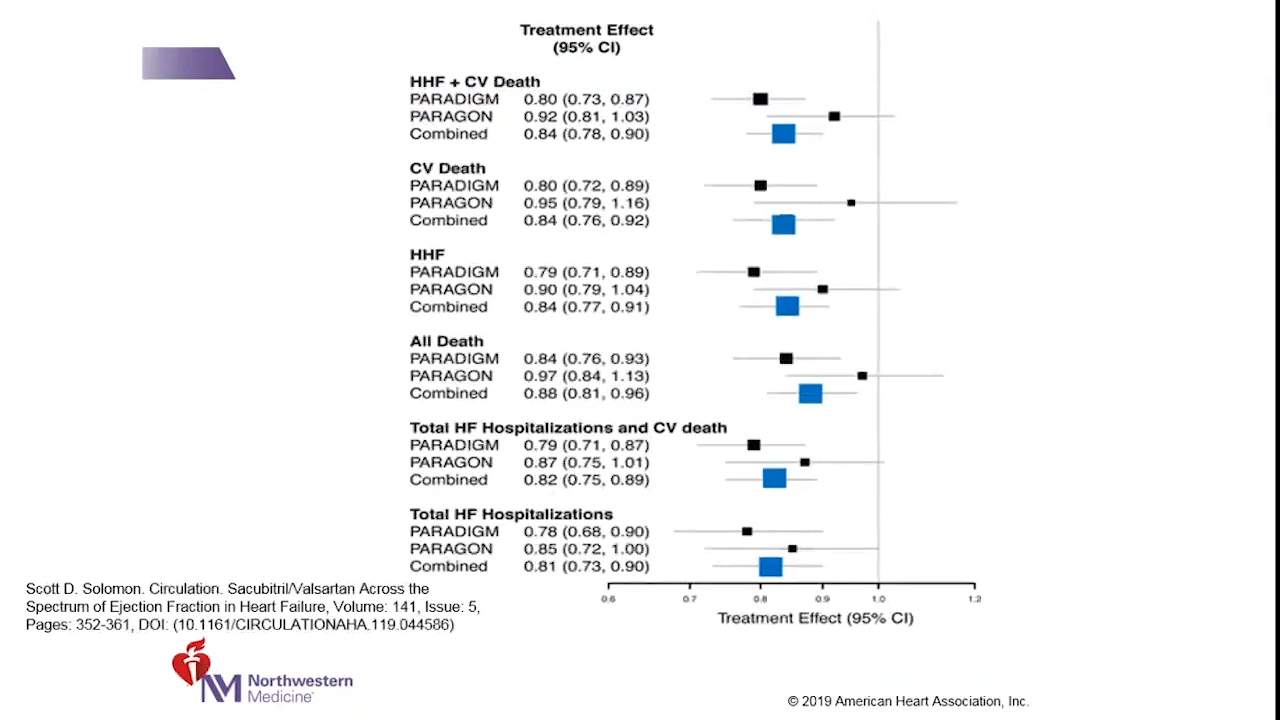 Treatment Effect
(95% CI)
HHF + CV Death
PARADIGM 0.80 (0.73, 0.87)
PARAGON 0.92 (0.81, 1.03)
Combined 0.84 (0.78, 0.90)
CV Death
PARADIGM 0.80 (0.72, 0.89)
PARAGON 0.95 (0.79, 1.16)
Combined 0.84 (0.76, 0.92)
HHF
PARADIGM 0.79 (0.71, 0.89)
PARAGON 0.90 (0.79, 1.04)
Combined 0.84 (0.77, 0.91)
All Death
PARADIGM 0.84 (0.76, 0.93)
PARAGON 0.97 (0.84, 1.13)
Combined 0.88 (0.81, 0.96)
Total HF Hospitalizations and CV death
PARADIGM 0.79 (0.71, 0.87)
PARAGON 0.87 (0.75, 1.01)
Combined 0.82 (0.75, 0.89)
Total HF Hospitalizations
PARADIGM 0.78 (0.68, 0.90)
PARAGON 0.85 (0.72, 1.00)
Combined 0.81 (0.73, 0.90)
0.6 0.7 0.8 0.9 1.0 1.2
Treatment Effect (95% CI)
Scott D. Solomon. Circulation. Sacubitril/Valsartan Across the
Spectrum of Ejection Fraction in Heart Failure, Volume: 141, Issue: 5,
Pages: 352-361, DOI: (10.1161/CIRCULATIONAHA.119.044586)
NM Northwestern
Medicine
© 2019 American Heart Association, Inc.